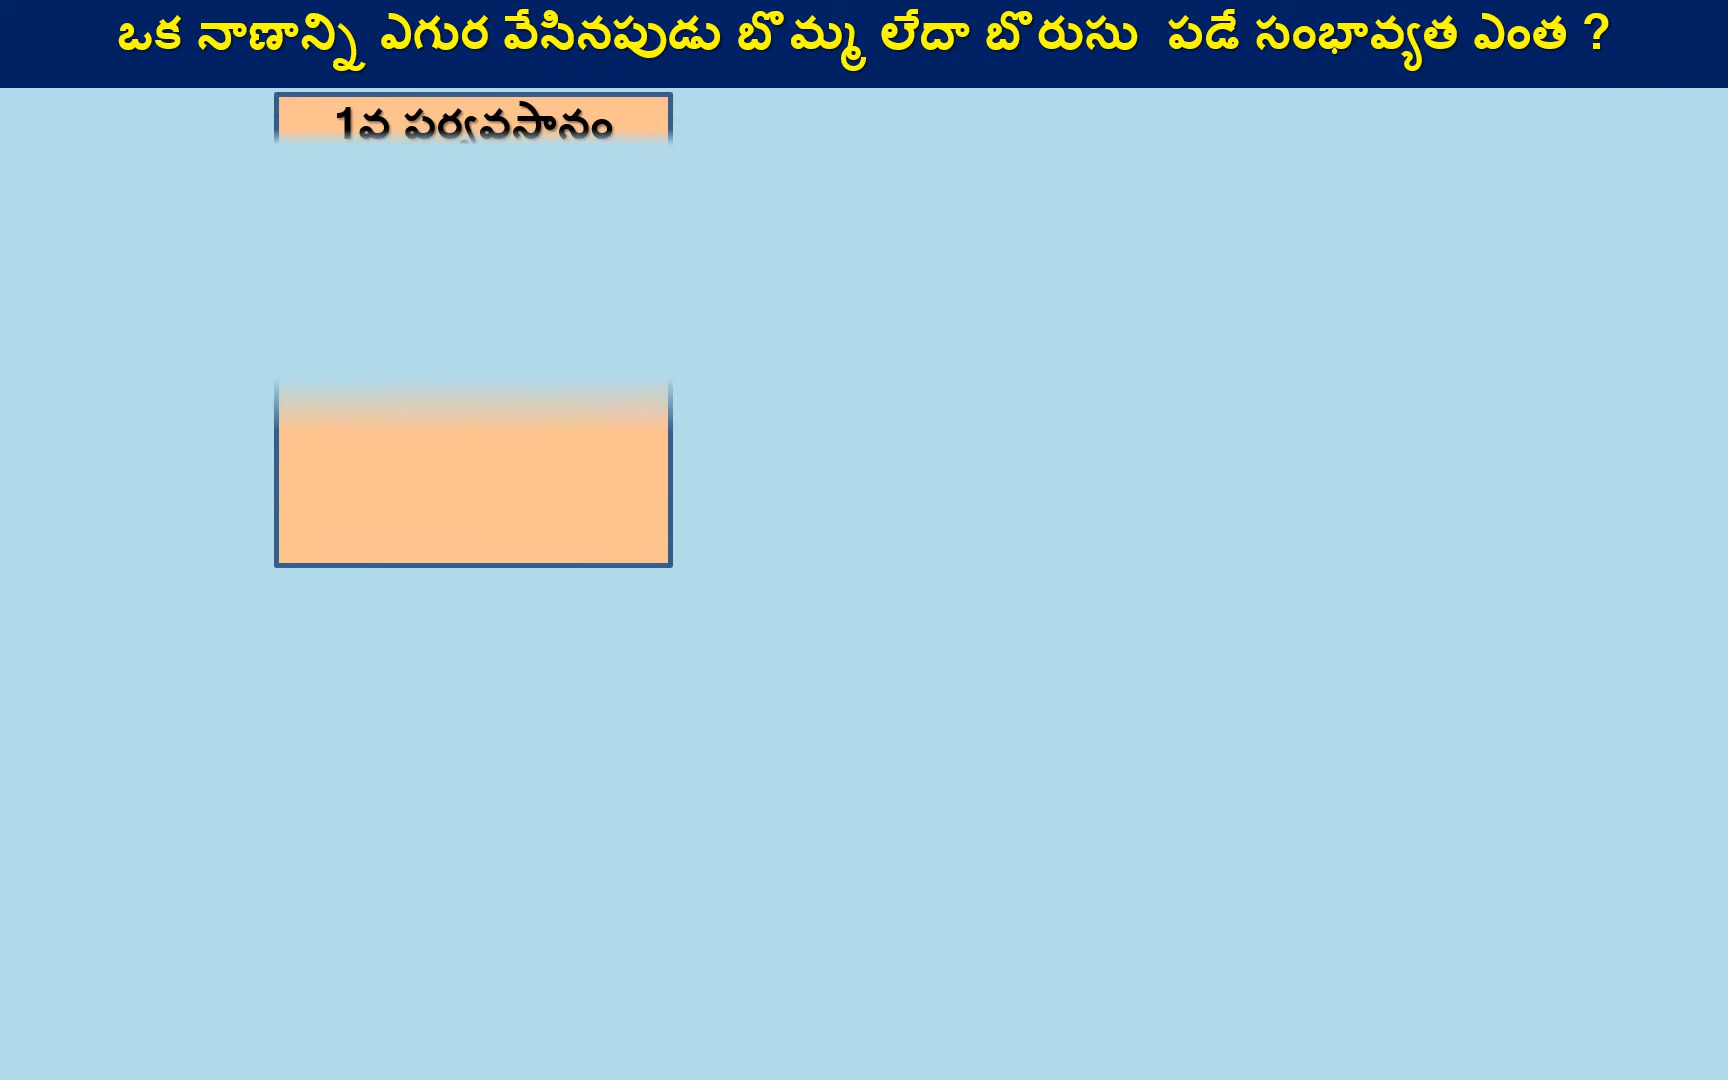 ఒక నాణాన్ని ఎగుర వేసినపుడు బొమ్మ లేదా బొరుసు పడే సంభావ్యత ఎంత ?
1వ పర్యవసానం